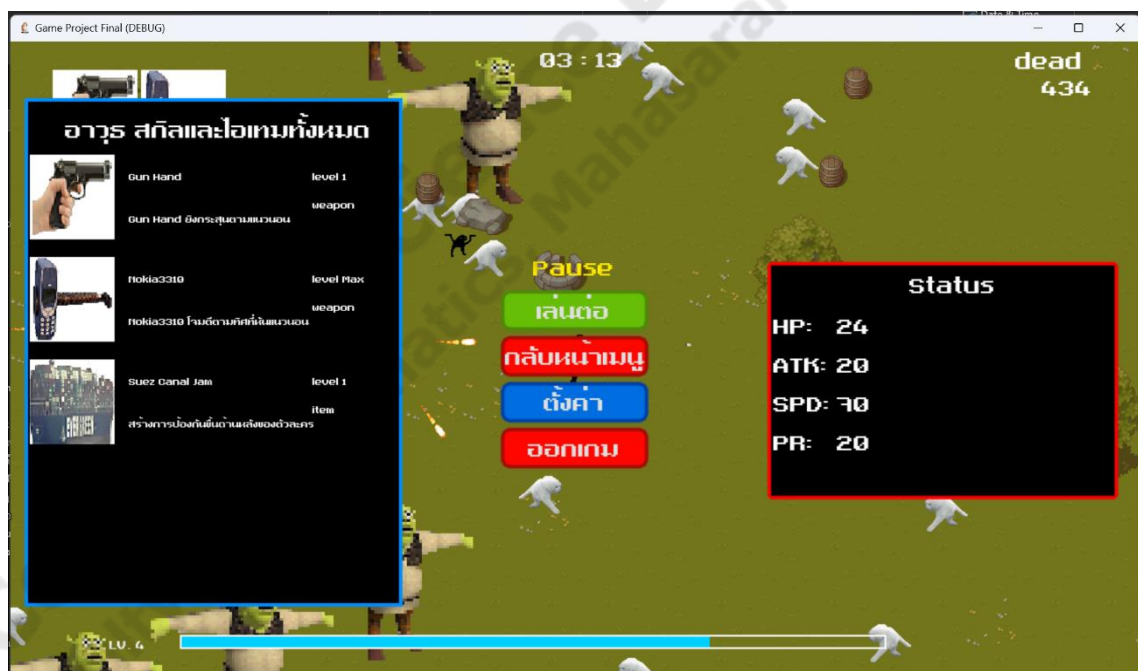 Game Project Final (DEBUG)
03 : 13
dead
434
อาวุธ สกิลและไอเทมทั้งหมด
Gun Hand
level 1
weapon
Gun Hand ยิงกระสุนตามแนวนอน
Nokia3310
level Max
weapon
Nokia3310 โจมตีตามทิศที่หันแนวนอน
Suez Canal Jam
level 1
item
สร้างการป้องกันขึ้นด้านหลังของตัวละคร
EVERGREEN
Pause
เล่นต่อ
กลับหน้าเมนู
ตั้งค่า
ออกเกม
Status
HP: 24
ATK: 20
SPD: 70
PR: 20
LV. 4